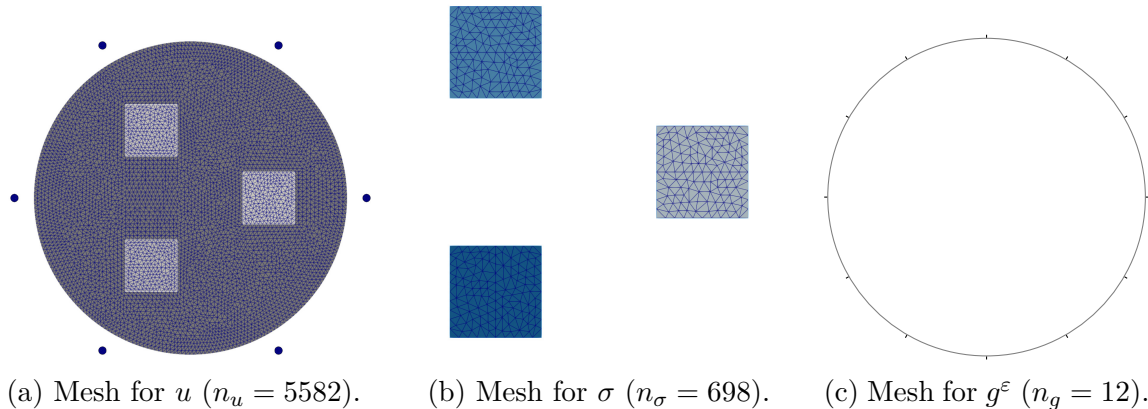 (a) Mesh for u (n_u = 5582).
(b) Mesh for σ (n_σ = 698).
(c) Mesh for g^ε (n_g = 12).